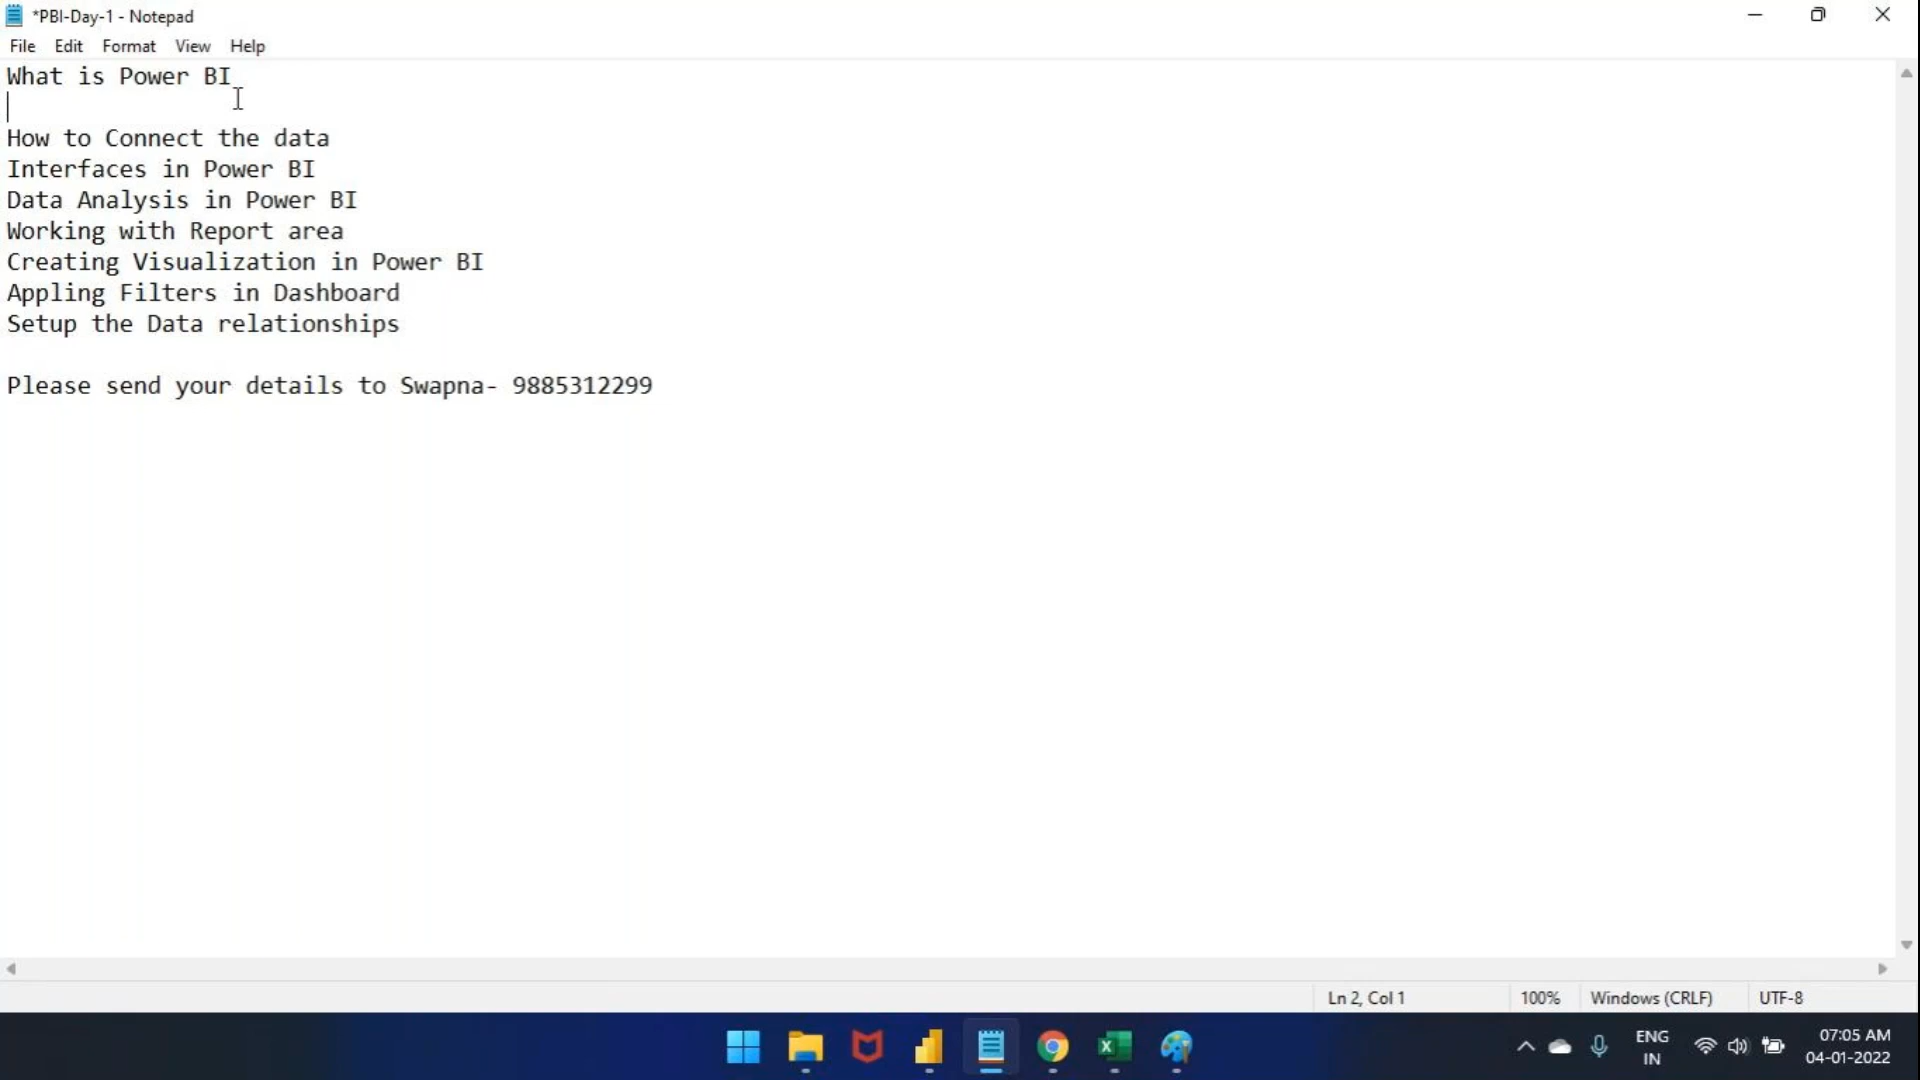 *PBI-Day-1 - Notepad
File Edit Format View Help
What is Power BI
How to Connect the data
Interfaces in Power BI
Data Analysis in Power BI
Working with Report area
Creating Visualization in Power BI
Appling Filters in Dashboard
Setup the Data relationships
Please send your details to Swapna- 9885312299
Ln 2, Col 1 100% Windows (CRLF) UTF-8
ENG 07:05 AM
IN 04-01-2022